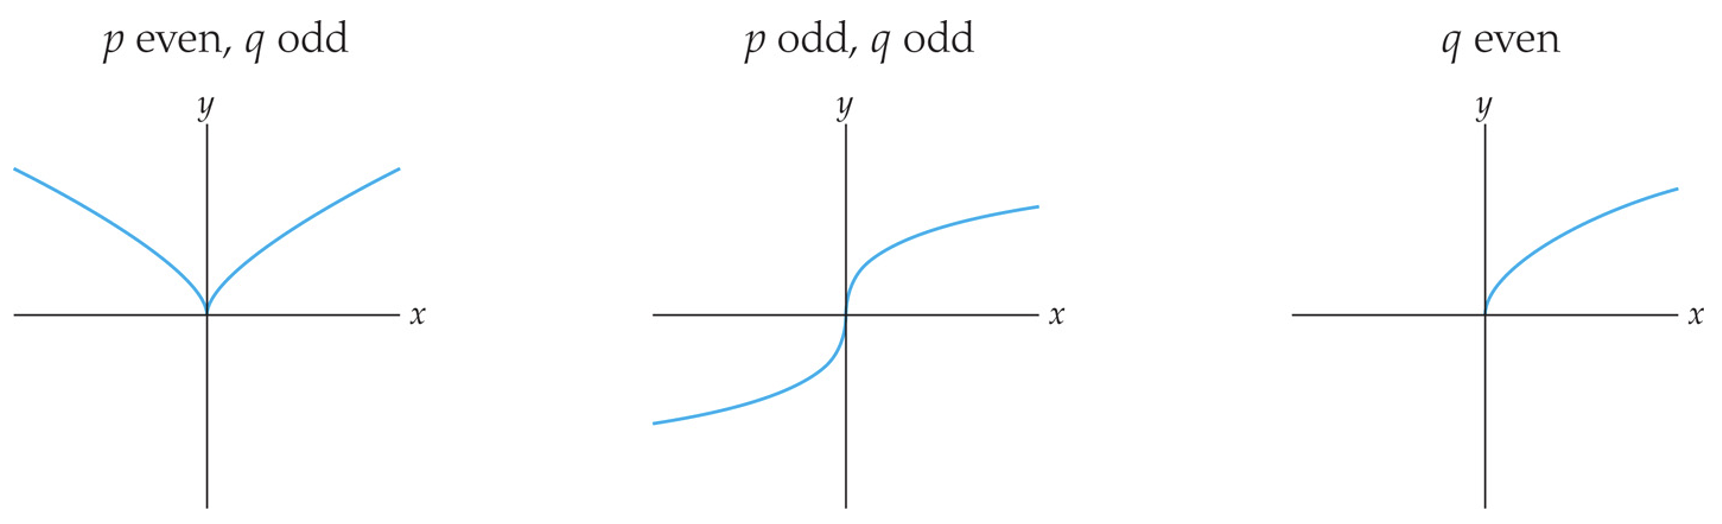 p even, q odd
y
x
p odd, q odd
y
x
q even
y
x